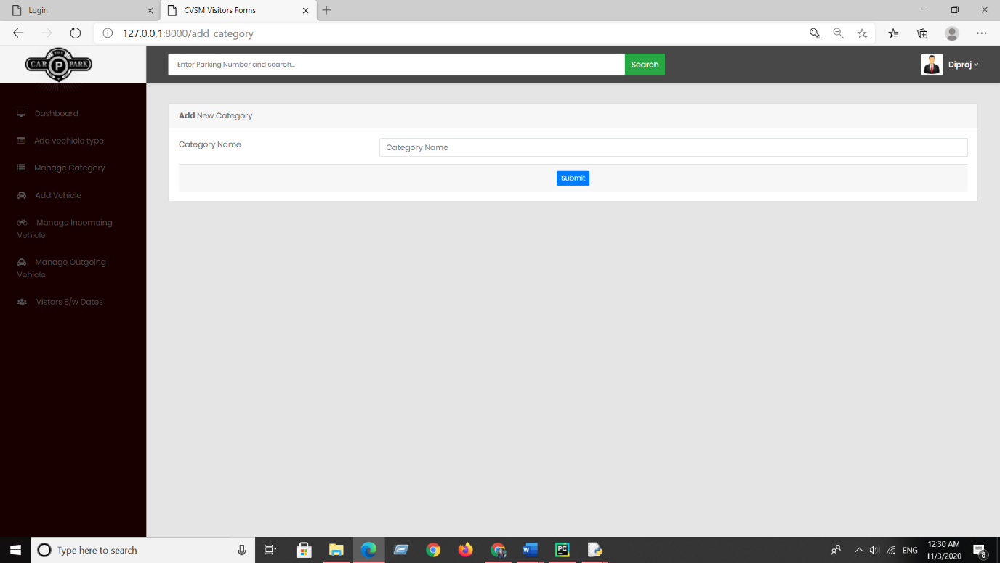 Login
CVSM Visitors Forms
127.0.0.1:8000/add_category
THE
CAR P PARK
Enter Parking Number and search...
Search
Dipraj
Dashboard
Add vechicle type
Manage Category
Add Vehicle
Manage Incomeing
Vehicle
Manage Outgoing
Vehicle
Vistors B/w Dates
Add New Category
Category Name
Category Name
Submit
Type here to search
W
PC
ENG
12:30 AM
11/3/2020
8